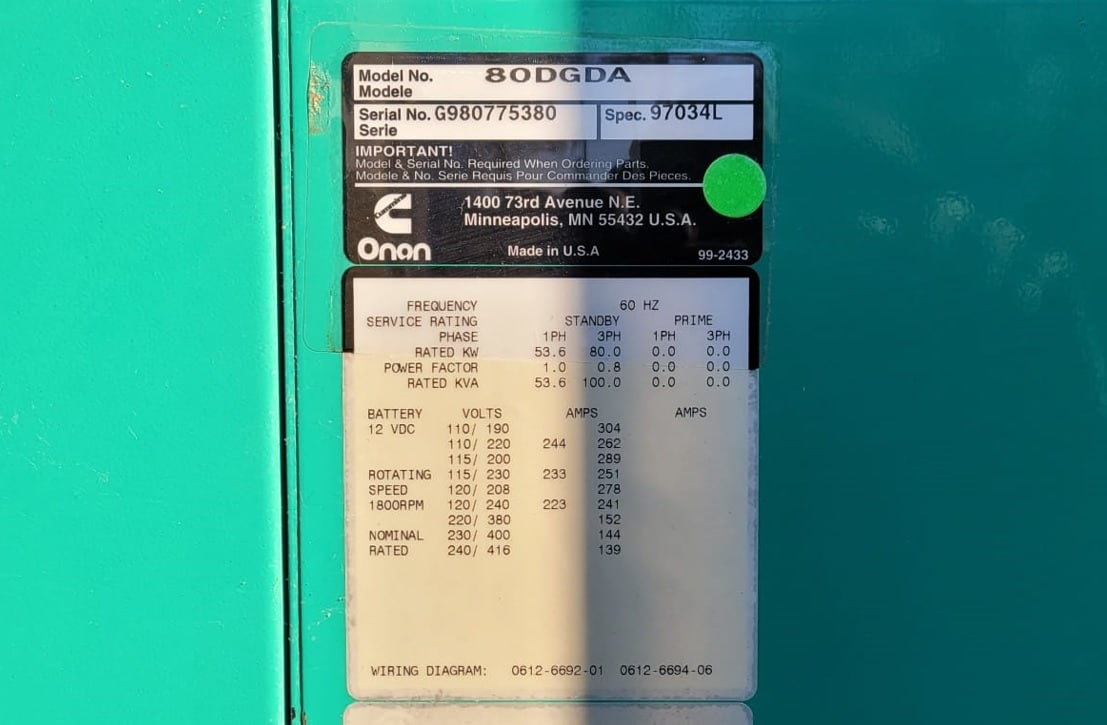 Model No. 80DGDA
Modele
Serial No. G980775380 Spec. 97034L
Serie
IMPORTANT!
Model & Serial No. Required When Ordering Parts.
Modele & No. Serie Requis Pour Commander Des Pieces.
1400 73rd Avenue N.E.
Minneapolis, MN 55432 U.S.A.
Onan
Made in U.S.A 99-2433
FREQUENCY 60 HZ
SERVICE RATING STANDBY PRIME
PHASE 1PH 3PH 1PH 3PH
RATED KW 53.6 80.0 0.0 0.0
POWER FACTOR 1.0 0.8 0.0 0.0
RATED KVA 53.6 100.0 0.0 0.0
BATTERY VOLTS AMPS AMPS
12 VDC 110/ 190 304
110/ 220 244 262
115/ 200 289
ROTATING 115/ 230 233 251
SPEED 120/ 208 278
1800RPM 120/ 240 223 241
220/ 380 152
NOMINAL 230/ 400 144
RATED 240/ 416 139
WIRING DIAGRAM: 0612-6692-01 0612-6694-06